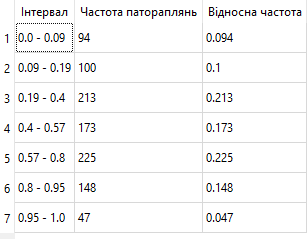 Інтервал Частота патораплянь Відносна частота
1 0.0 - 0.09 94 0.094
2 0.09 - 0.19 100 0.1
3 0.19 - 0.4 213 0.213
4 0.4 - 0.57 173 0.173
5 0.57 - 0.8 225 0.225
6 0.8 - 0.95 148 0.148
7 0.95 - 1.0 47 0.047